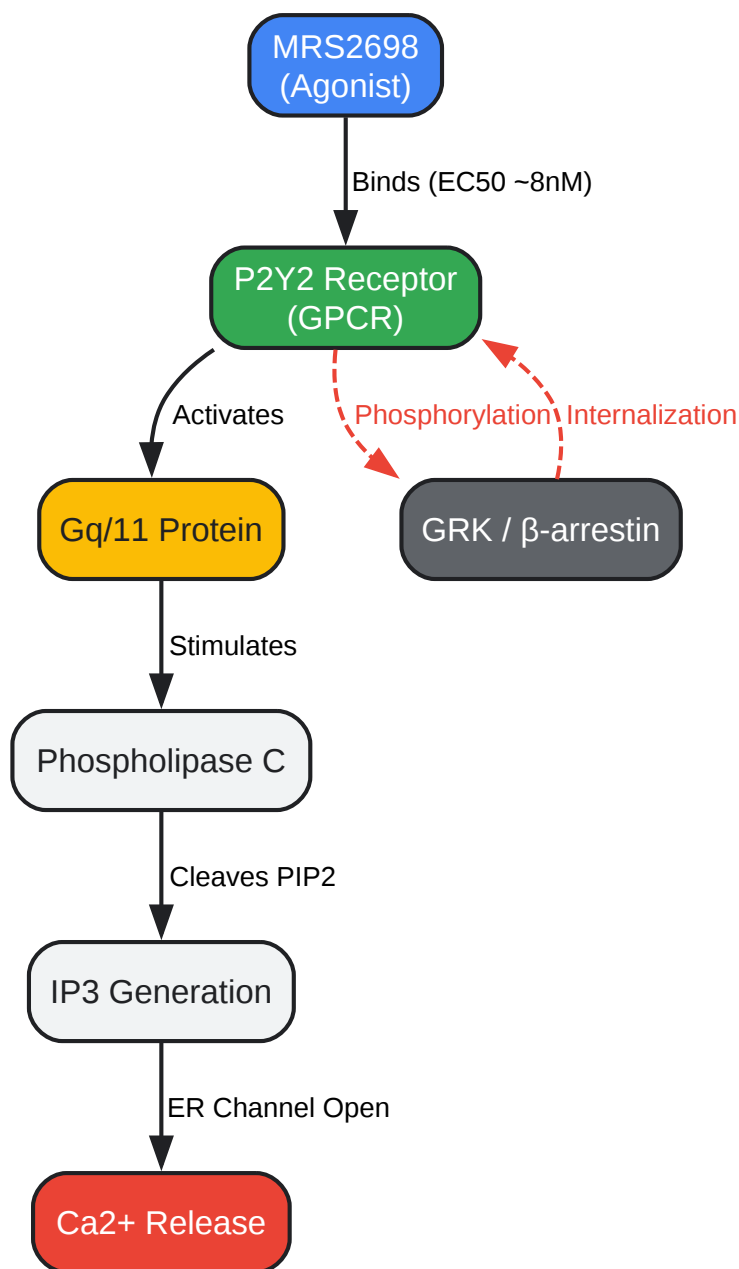 MRS2698
(Agonist)
Binds (EC50 ~8nM)
P2Y2 Receptor
(GPCR)
Activates
Phosphorylation
Internalization
Gq/11 Protein
GRK / β-arrestin
Stimulates
Phospholipase C
Cleaves PIP2
IP3 Generation
ER Channel Open
Ca2+ Release